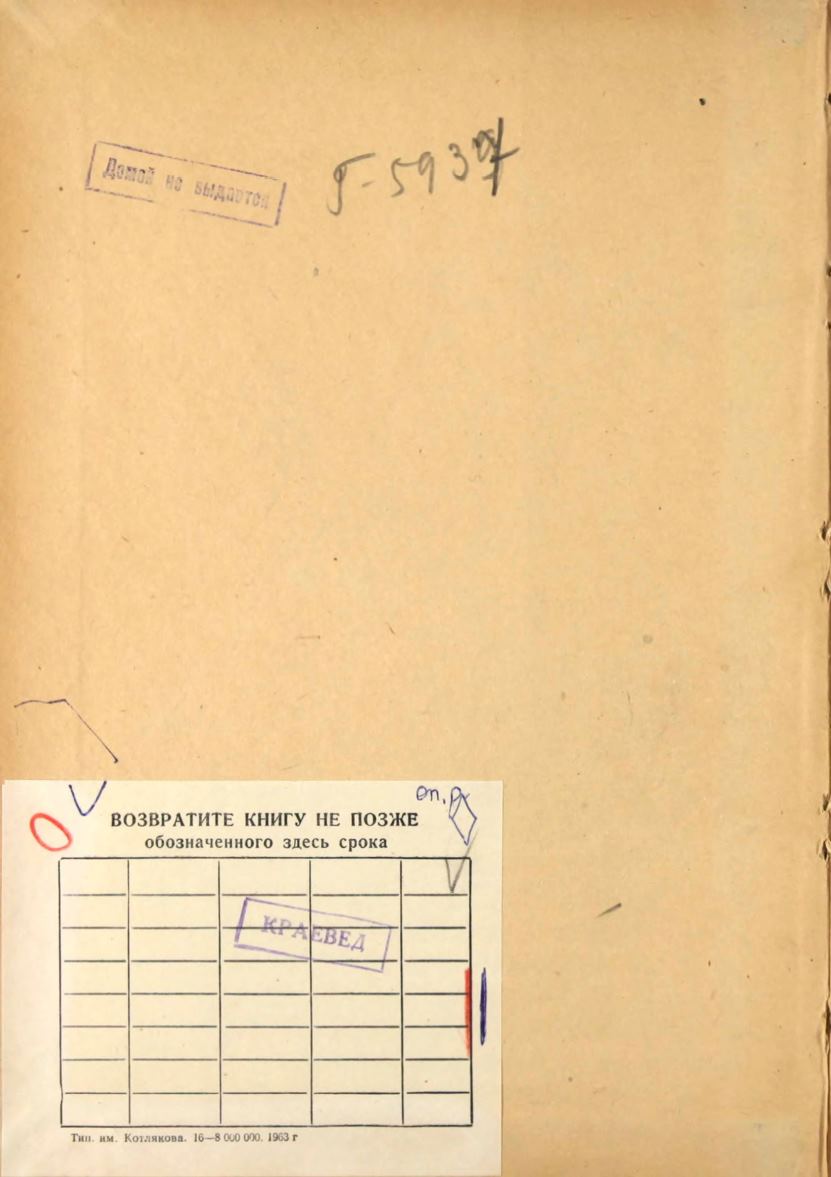 Домой не выдается
ВОЗВРАТИТЕ КНИГУ НЕ ПОЗЖЕ
обозначенного здесь срока
КРАЕВЕД
Тип. им. Котлякова. 16—8 000 000. 1963 г